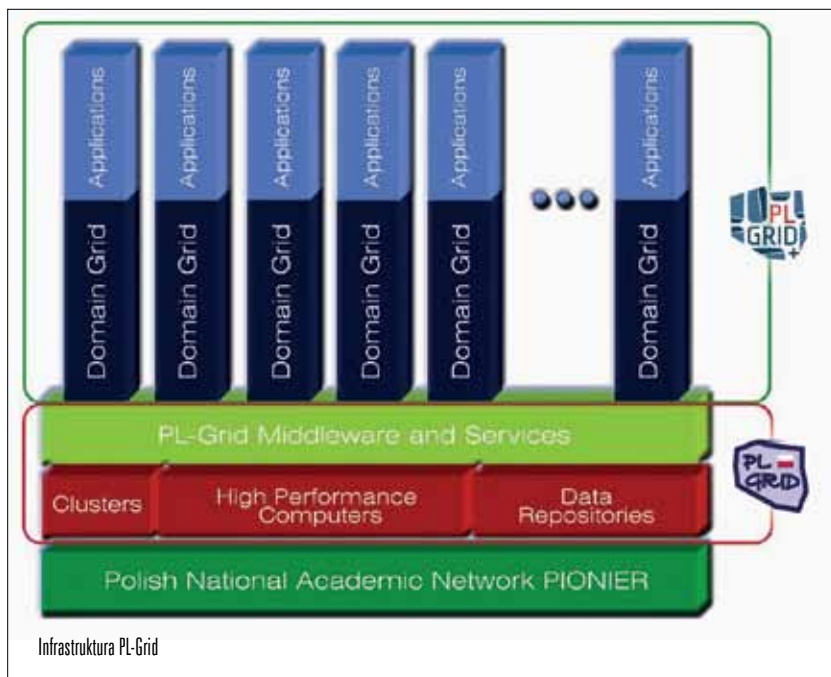 Applications
Applications
Applications
Applications
Applications
Applications
Domain Grid
Domain Grid
Domain Grid
Domain Grid
Domain Grid
Domain Grid
PL
GRID
+
PL-Grid Middleware and Services
Clusters
High Performance
Computers
Data
Repositories
PL
GRID
Polish National Academic Network PIONIER
Infrastruktura PL-Grid